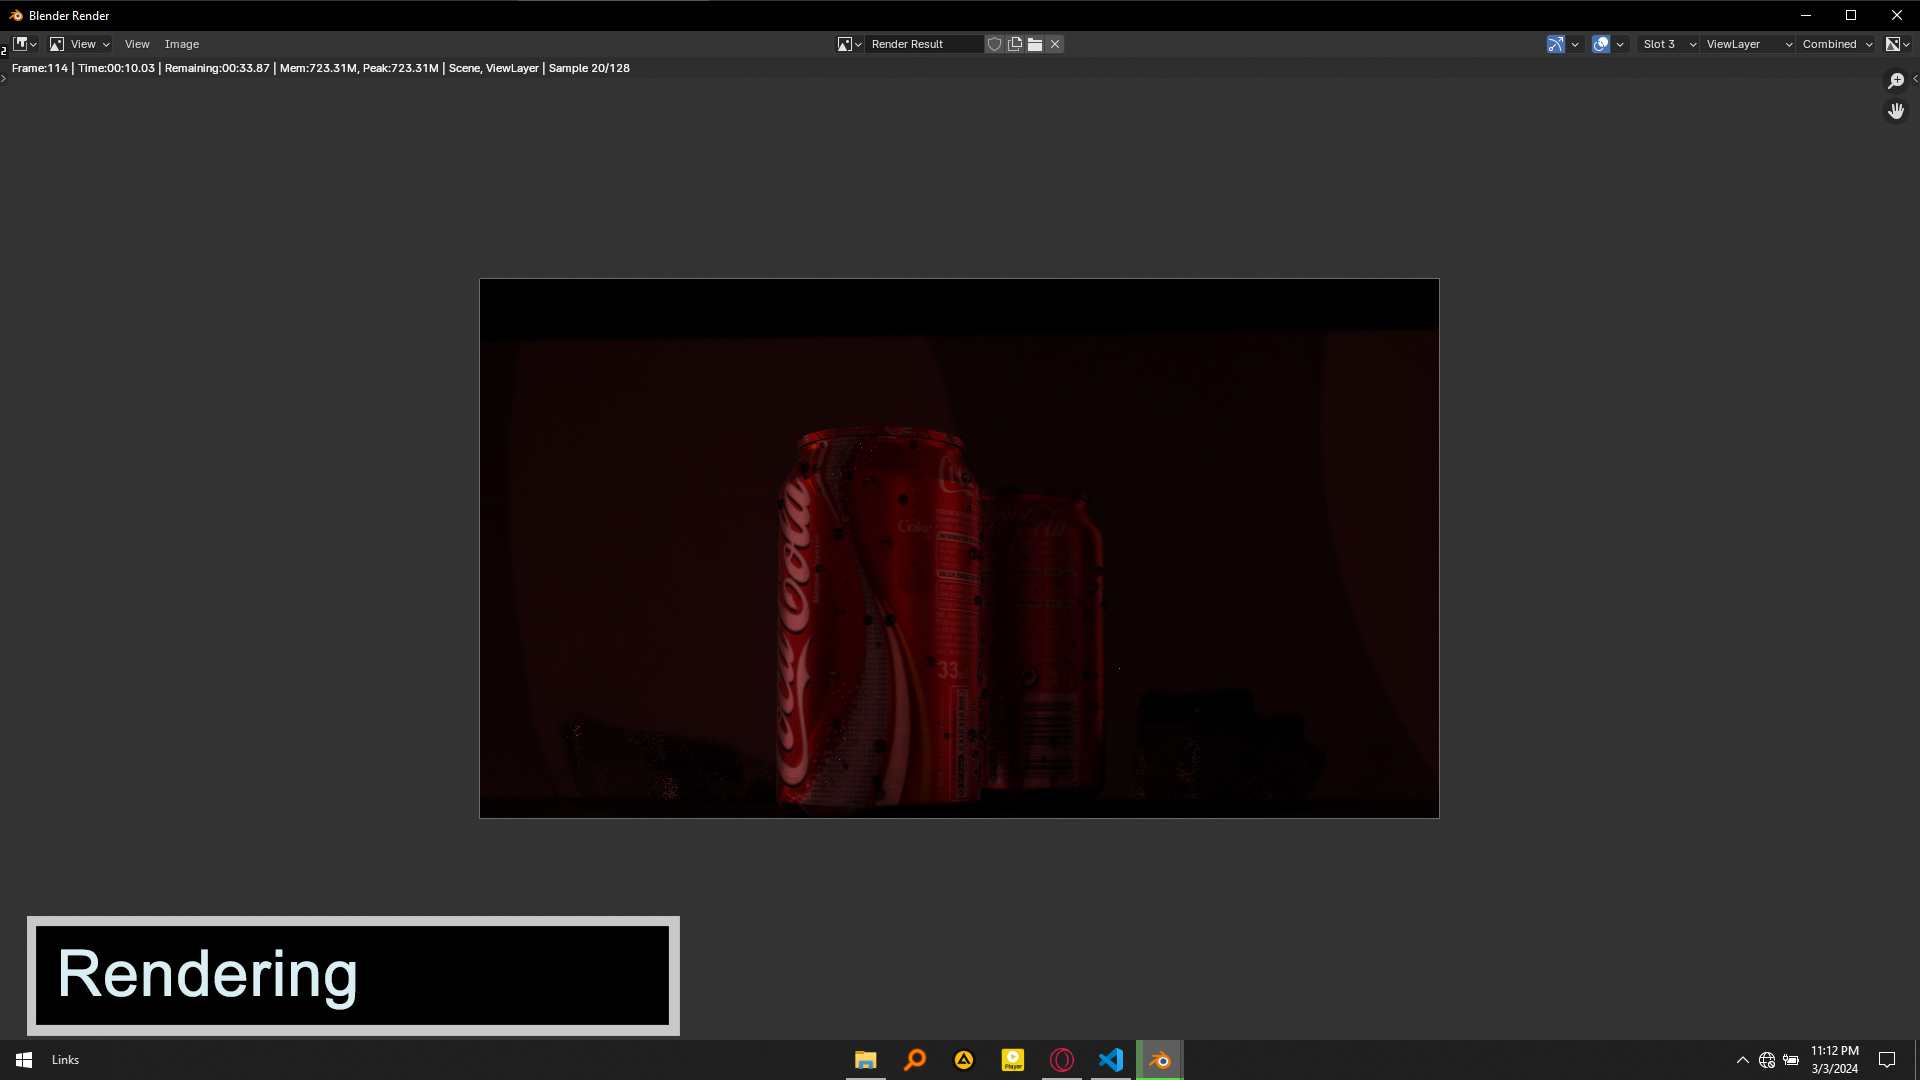 Blender Render
View View Image Render Result Slot 3 ViewLayer Combined
Frame:114 | Time:00:10.03 | Remaining:00:33.87 | Mem:723.31M, Peak:723.31M | Scene, ViewLayer | Sample 20/128
2
Coca-Cola
Coke
33
Rendering
Links
Player
11:12 PM
3/3/2024